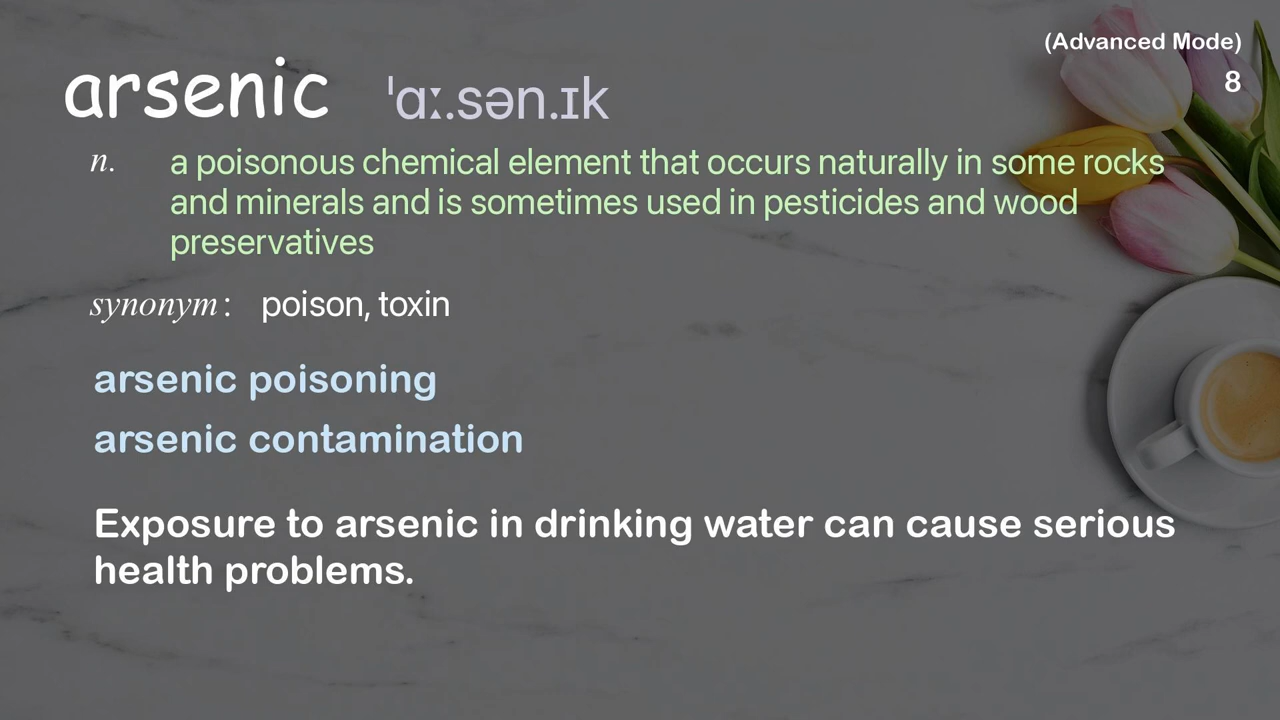 (Advanced Mode)
8
arsenic ˈɑː.sən.ɪk
n. a poisonous chemical element that occurs naturally in some rocks
and minerals and is sometimes used in pesticides and wood
preservatives
synonym: poison, toxin
arsenic poisoning
arsenic contamination
Exposure to arsenic in drinking water can cause serious
health problems.